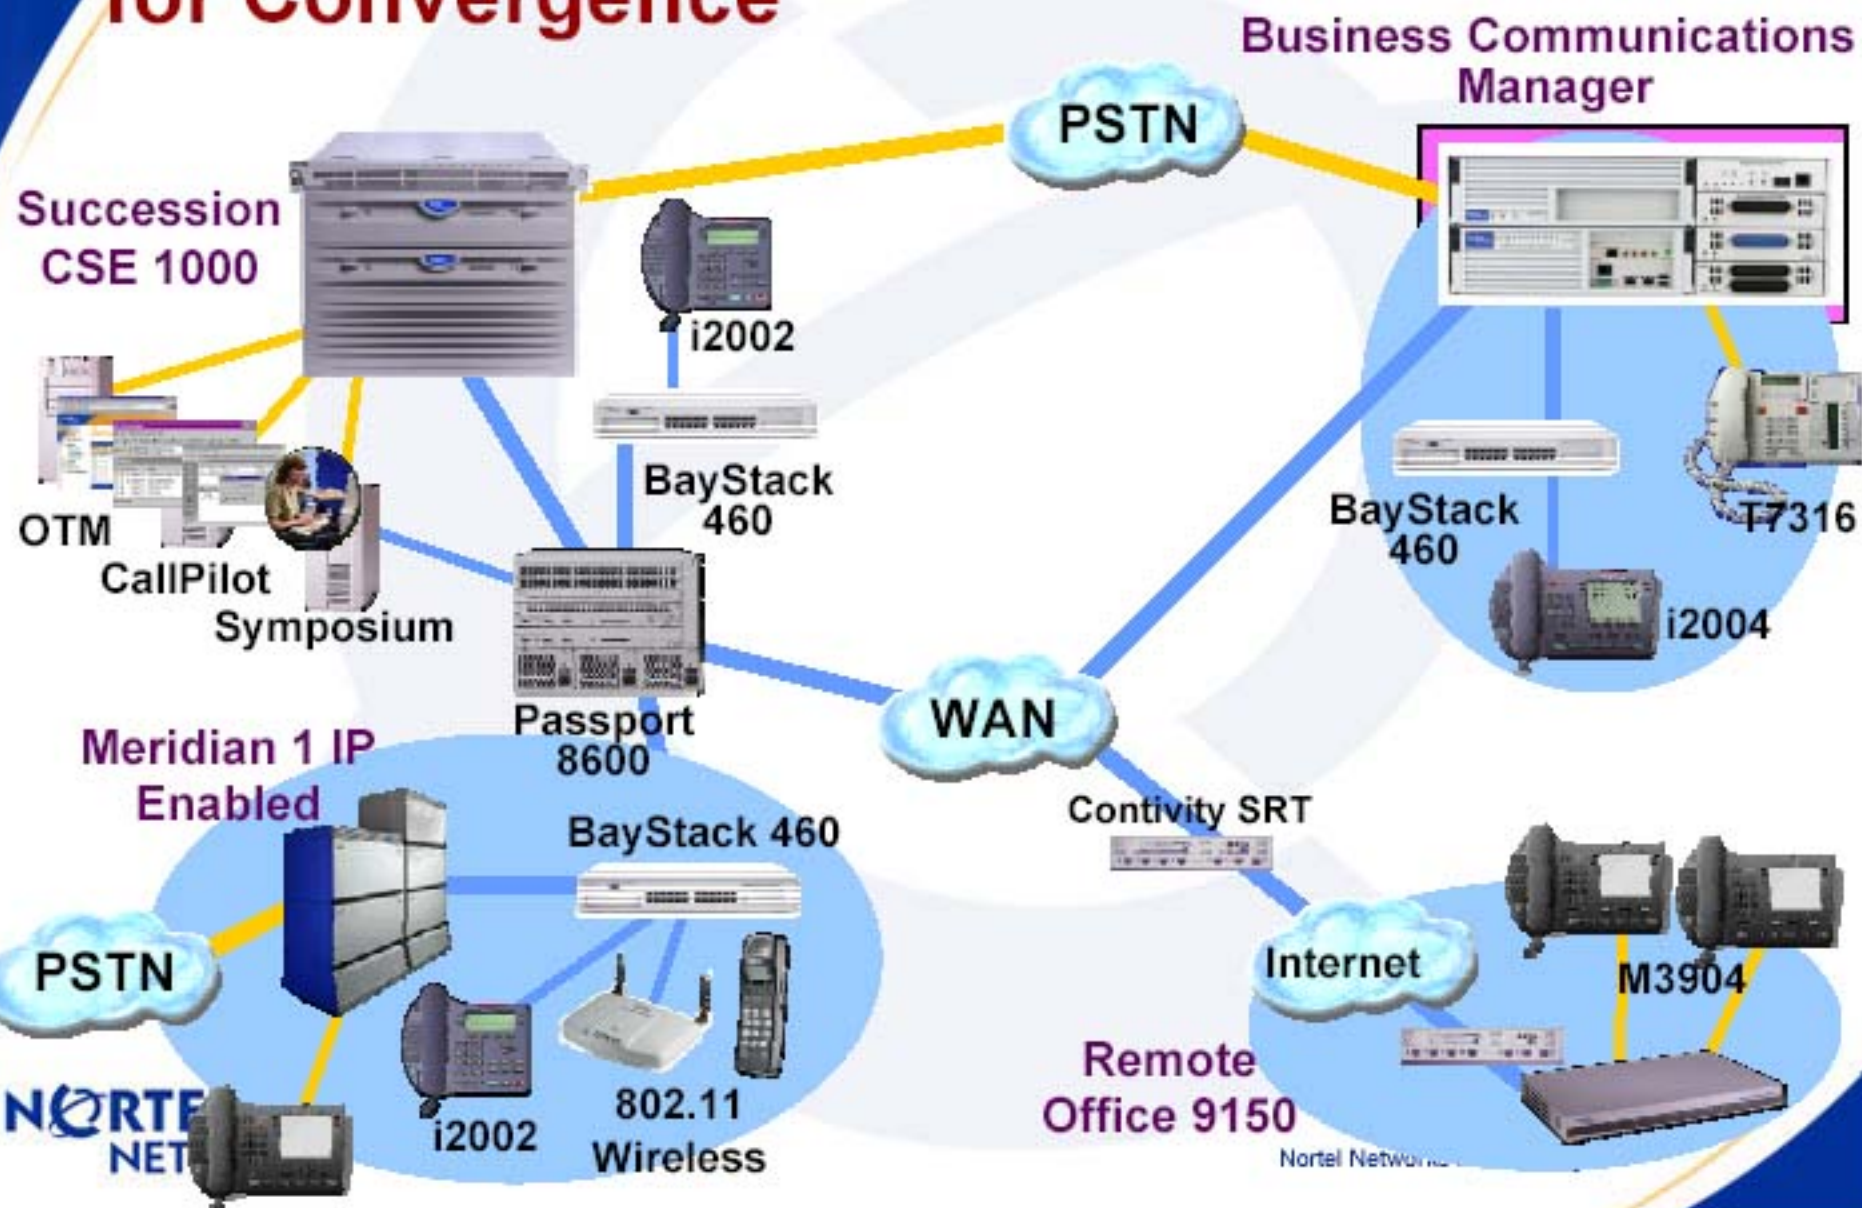 for Convergence
Business Communications
Manager
PSTN
Succession
CSE 1000
i2002
BayStack
460
OTM
CallPilot
Symposium
BayStack
460
T7316
i2004
Passport
8600
WAN
Meridian 1 IP
Enabled
BayStack 460
Contivity SRT
PSTN
Internet
M3904
i2002
802.11
Wireless
Remote
Office 9150
NORTE
NET
Nortel Networks